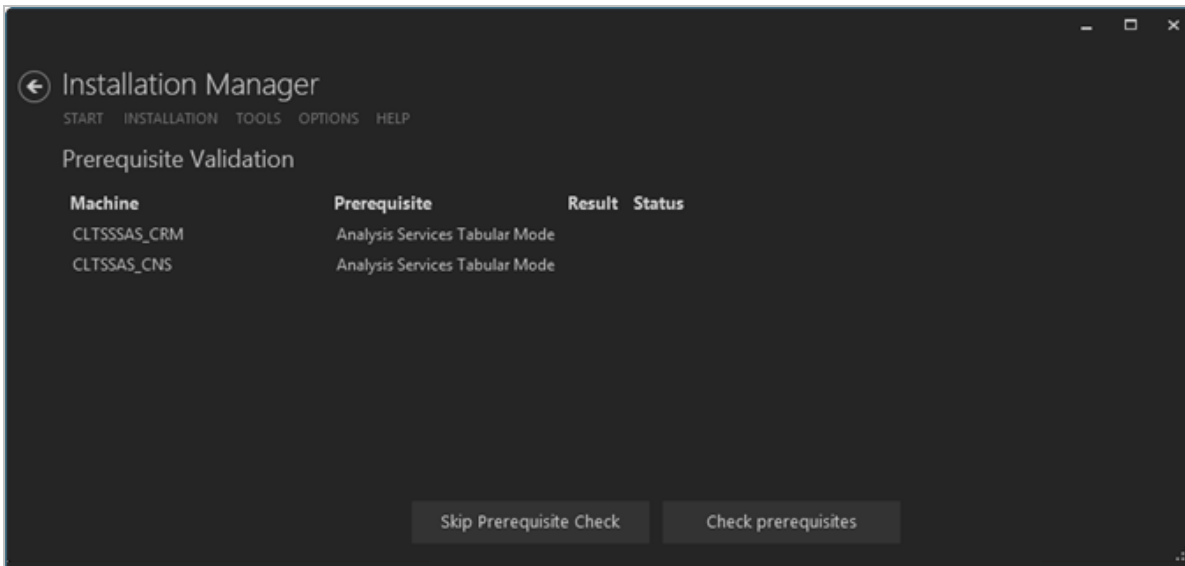 Installation Manager
START INSTALLATION TOOLS OPTIONS HELP
Prerequisite Validation
Machine Prerequisite Result Status
CLTSSSAS_CRM Analysis Services Tabular Mode
CLTSSAS_CNS Analysis Services Tabular Mode
Skip Prerequisite Check Check prerequisites